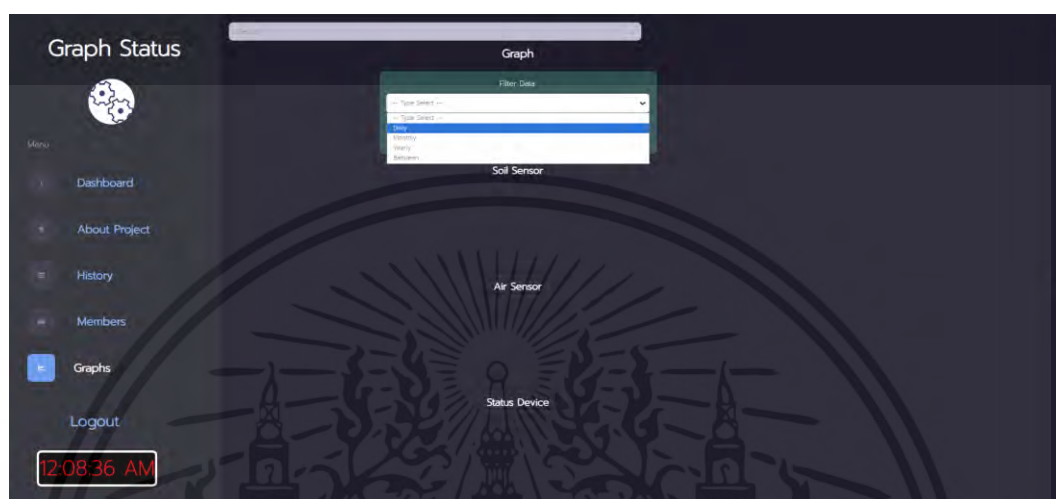 Graph Status
Menu
Dashboard
About Project
History
Members
Graphs
Logout
12:08:36 AM
Graph
Filter Data
-- Type Select --
-- Type Select --
Daily
Monthly
Yearly
Between
Soil Sensor
Air Sensor
Status Device